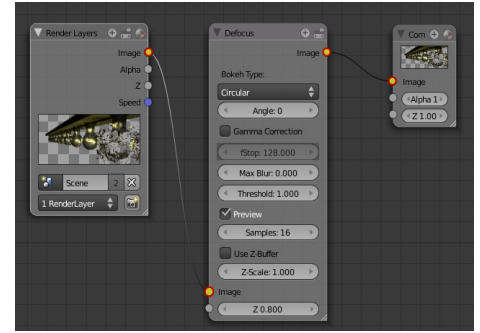 Render Layers
Image
Alpha
Z
Speed
Scene
2
1 RenderLayer
Defocus
Image
Bokeh Type:
Circular
Angle: 0
Gamma Correction
fStop: 128.000
Max Blur: 0.000
Threshold: 1.000
Preview
Samples: 16
Use Z-Buffer
Z-Scale: 1.000
Image
Z 0.800
Com
Image
Alpha 1
Z 1.00